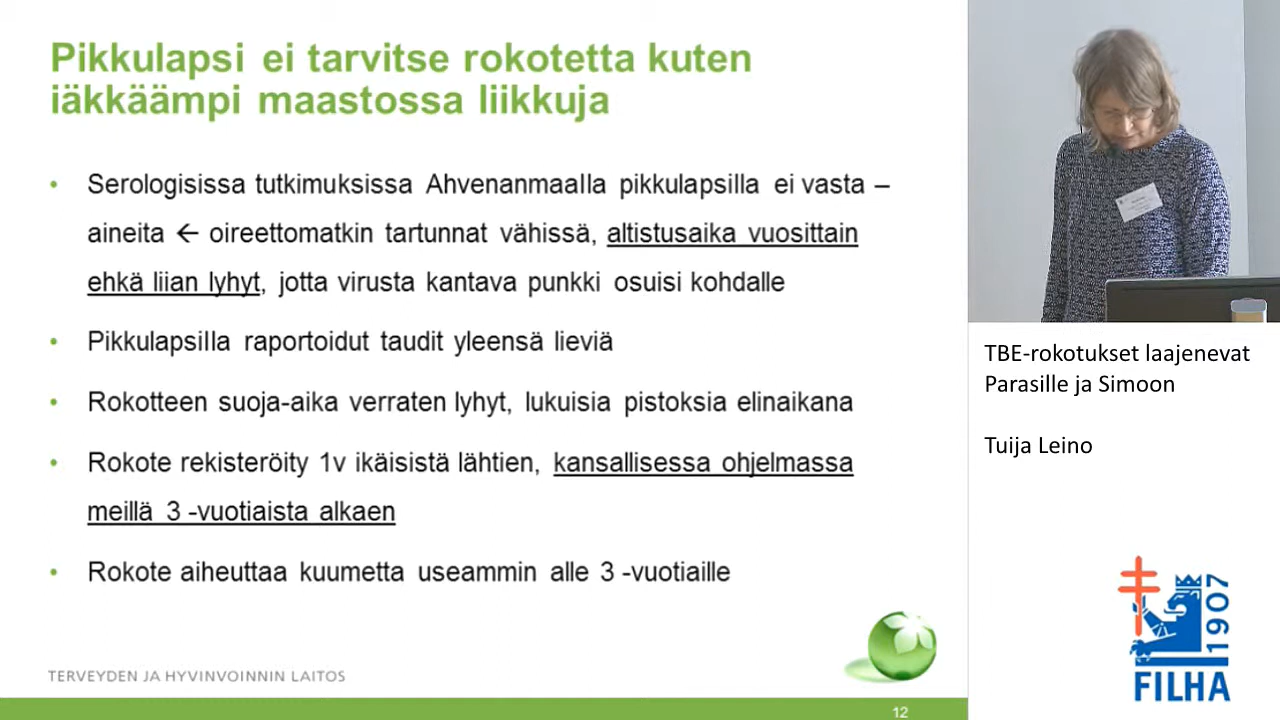 Pikkulapsi ei tarvitse rokotetta kuten
iäkkäämpi maastossa liikkuja
• Serologisissa tutkimuksissa Ahvenanmaalla pikkulapsilla ei vasta –
aineita ← oireettomatkin tartunnat vähissä, altistusaika vuosittain
ehkä liian lyhyt, jotta virusta kantava punkki osuisi kohdalle
• Pikkulapsilla raportoidut taudit yleensä lieviä
• Rokotteen suoja-aika verraten lyhyt, lukuisia pistoksia elinaikana
• Rokote rekisteröity 1v ikäisistä lähtien, kansallisessa ohjelmassa
meillä 3 -vuotiaista alkaen
• Rokote aiheuttaa kuumetta useammin alle 3 -vuotiaille
TERVEYDEN JA HYVINVOINNIN LAITOS
12
TBE-rokotukset laajenevat
Parasille ja Simoon
Tuija Leino
1907
FILHA